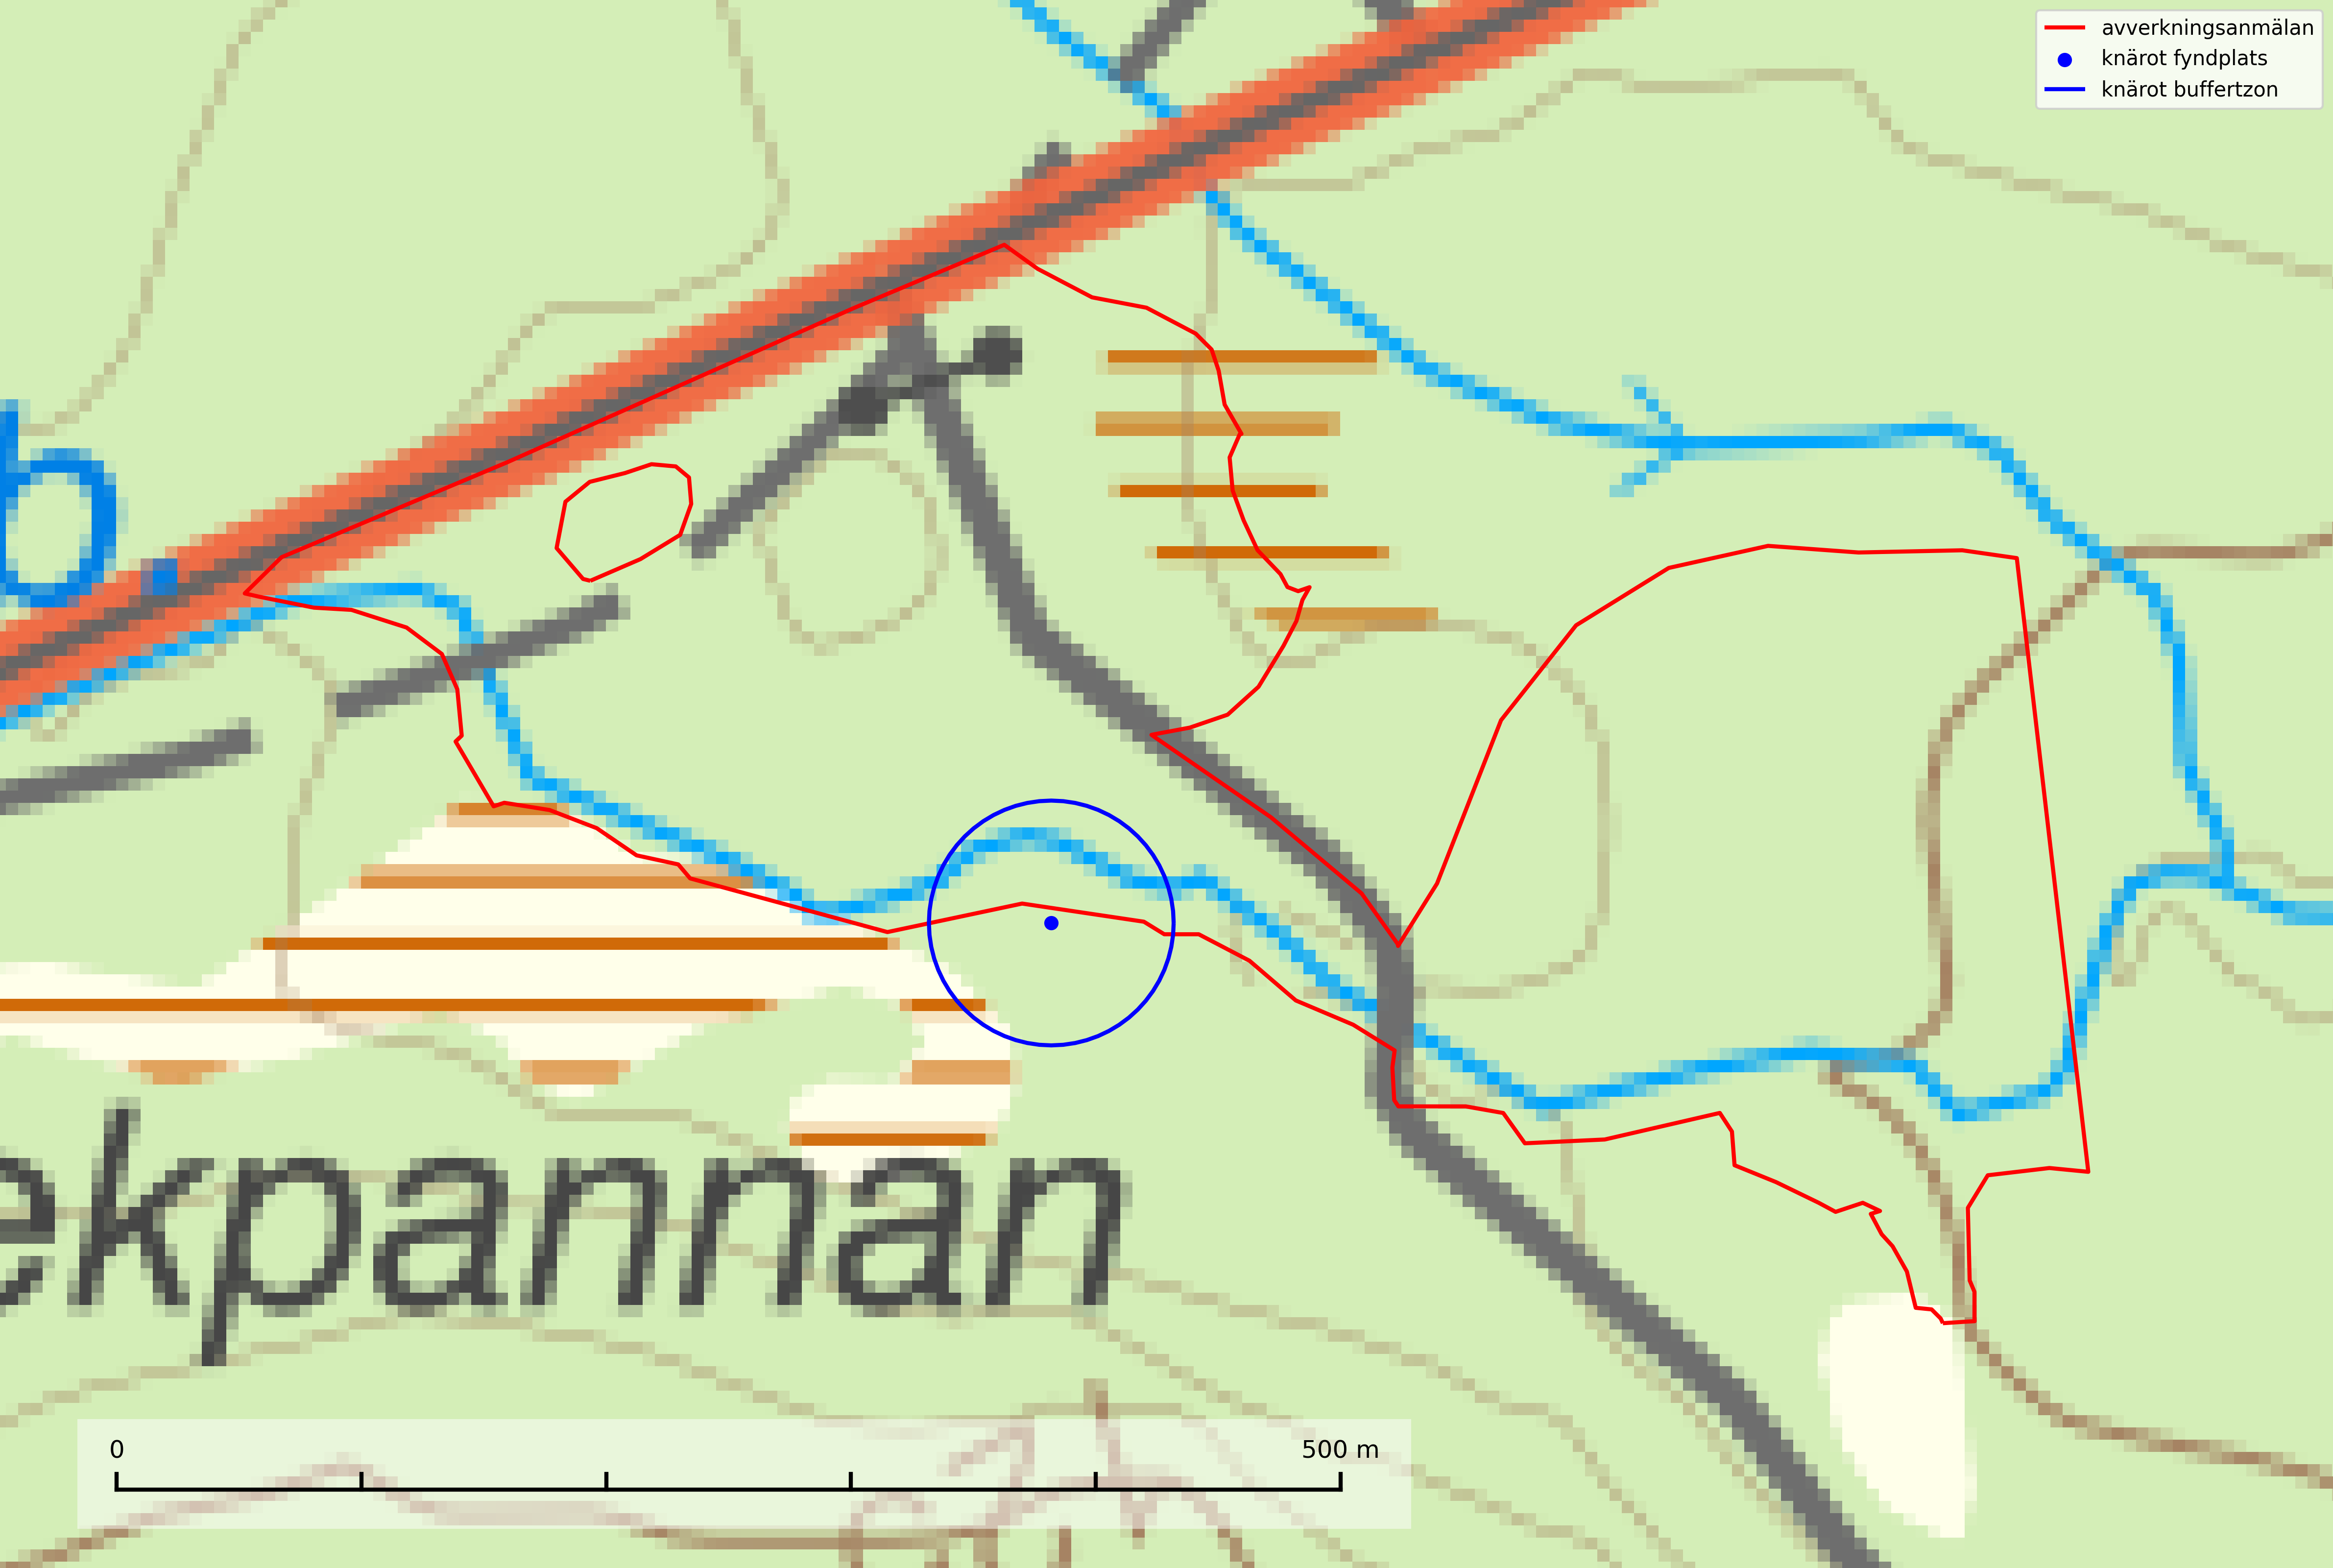 avverkningsanmälan
knärot fyndplats
knärot buffertzon
b
ekpannan
0 500 m